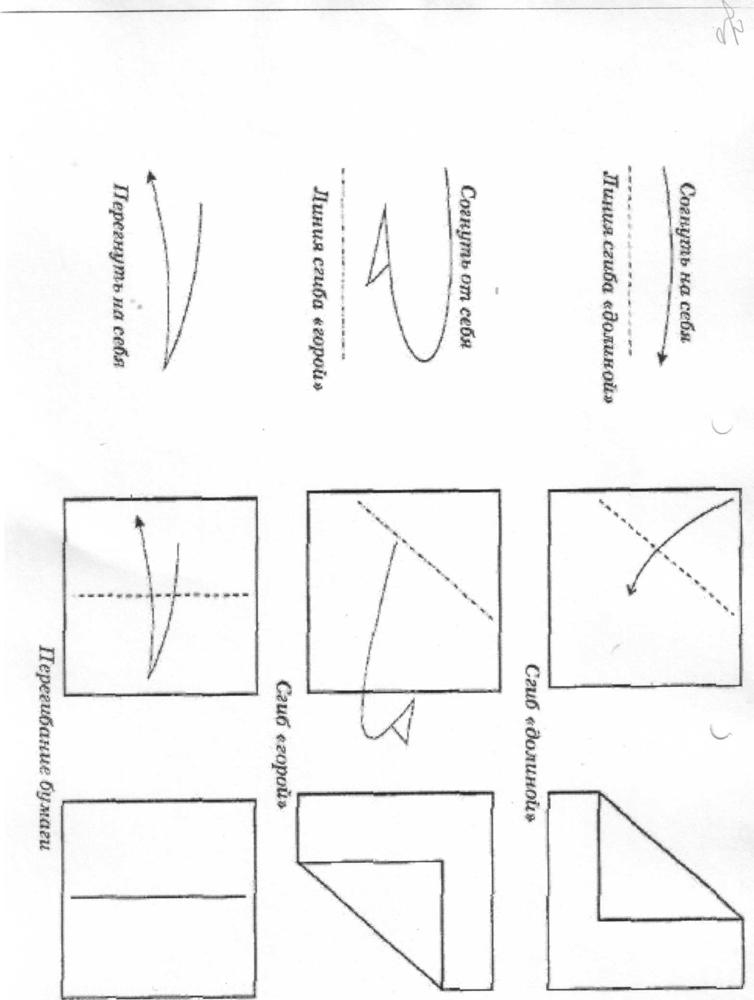 Согнуть на себя
Линия сгиба «долиной»
Сгиб «долиной»
Согнуть от себя
Линия сгиба «горой»
Сгиб «горой»
Перегнуть на себя
Перегибание бумаги